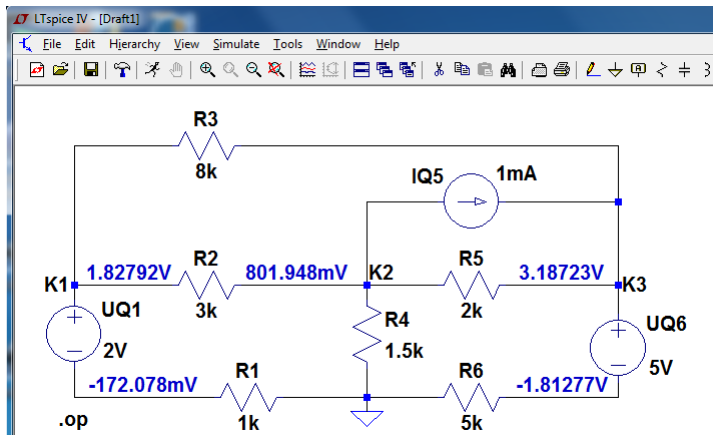 LTspice IV - [Draft1]
File Edit Hierarchy View Simulate Tools Window Help
R3
8k
IQ5 1mA
K1 1.82792V R2 801.948mV K2 R5 3.18723V K3
3k 2k
UQ1
2V
R4
1.5k
UQ6
5V
-172.078mV R1 R6 -1.81277V
.op 1k 5k